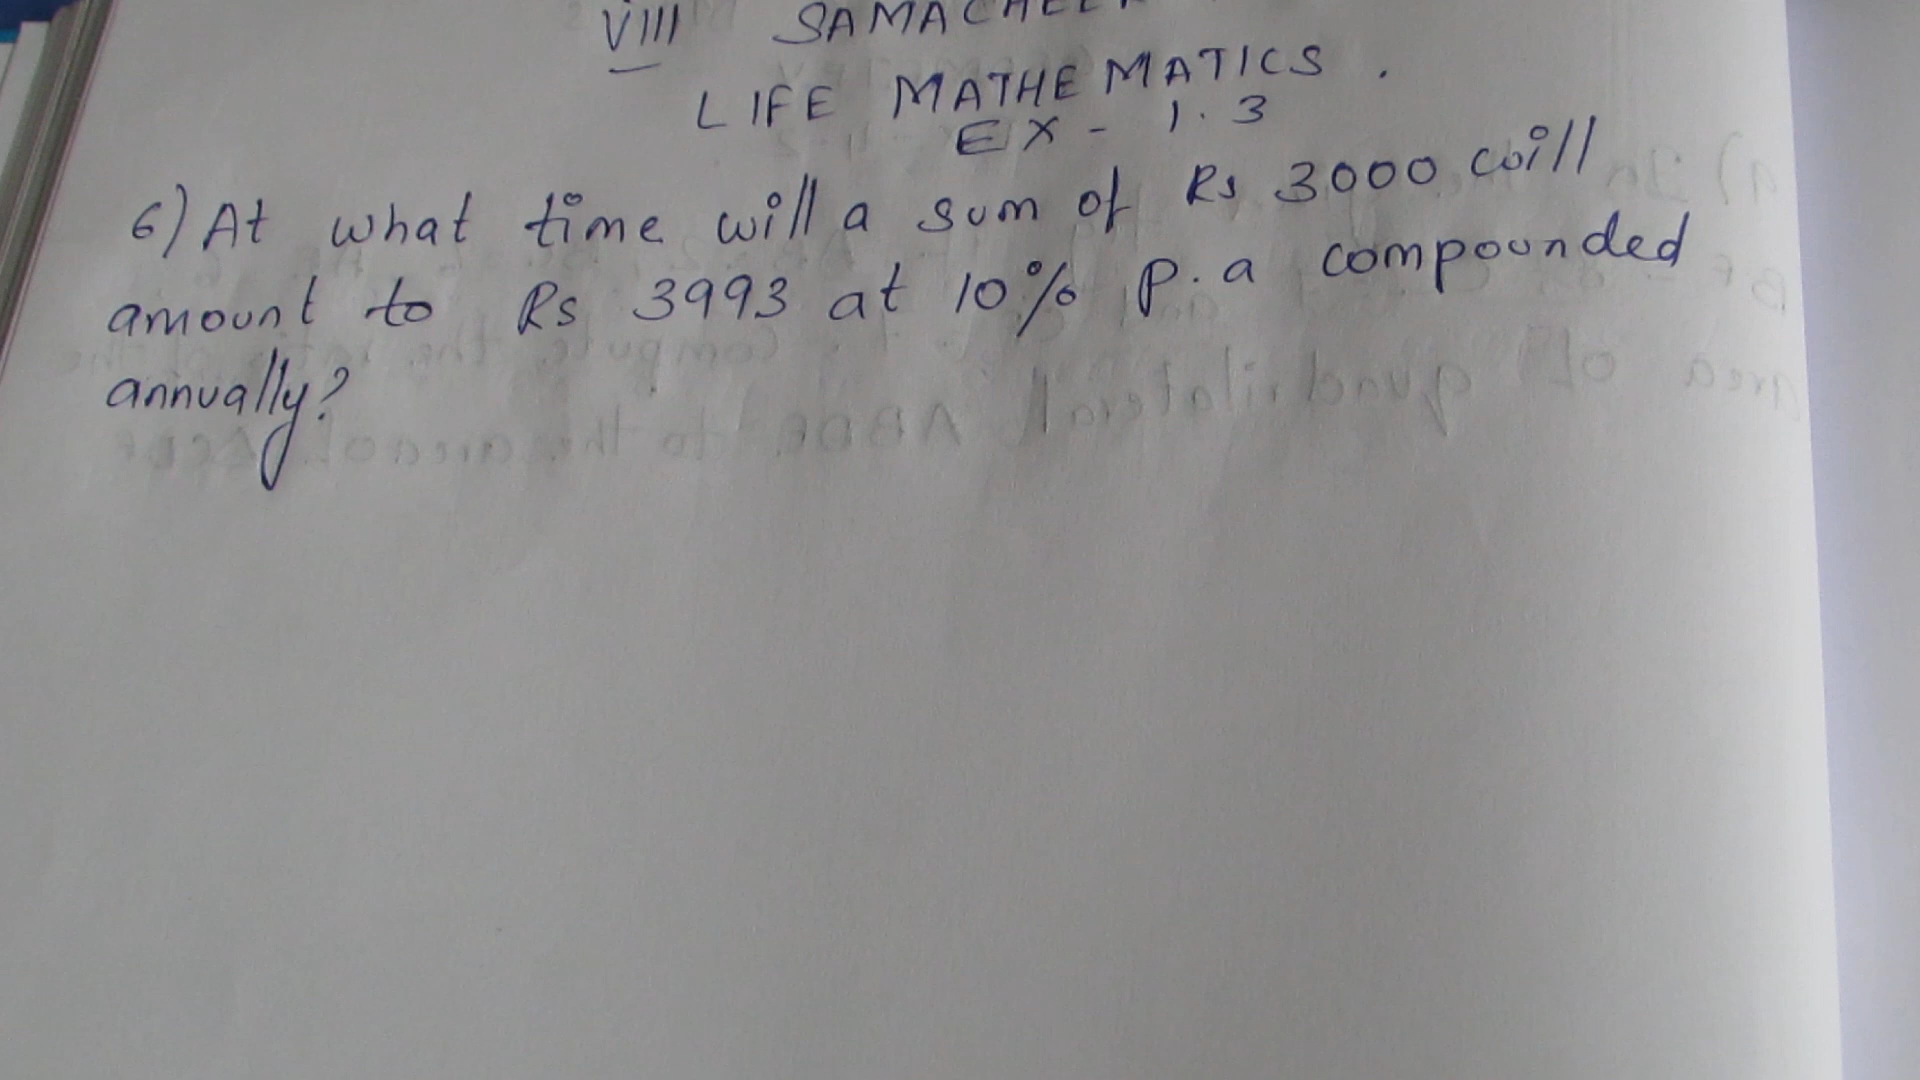 VIII SAMACHEER
LIFE MATHEMATICS.
EX - 1.3
6) At what time will a sum of Rs 3000 will
amount to Rs 3993 at 10% p.a compounded
annually?